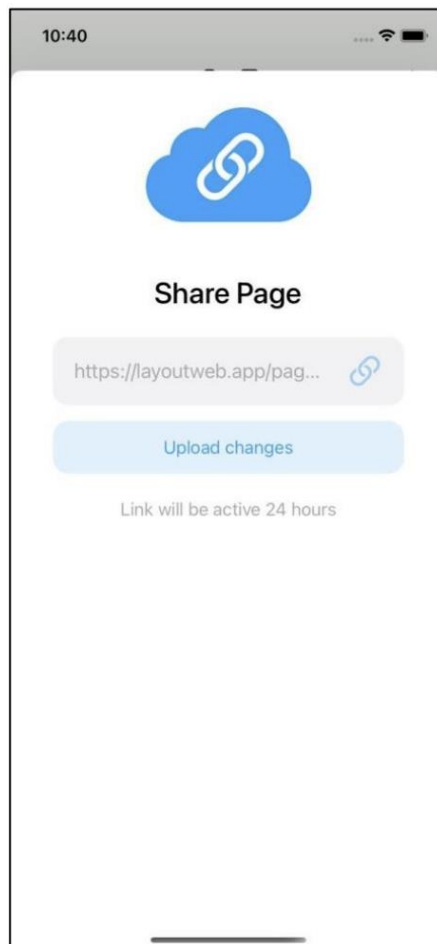 10:40
Share Page
https://layoutweb.app/pag...
Upload changes
Link will be active 24 hours